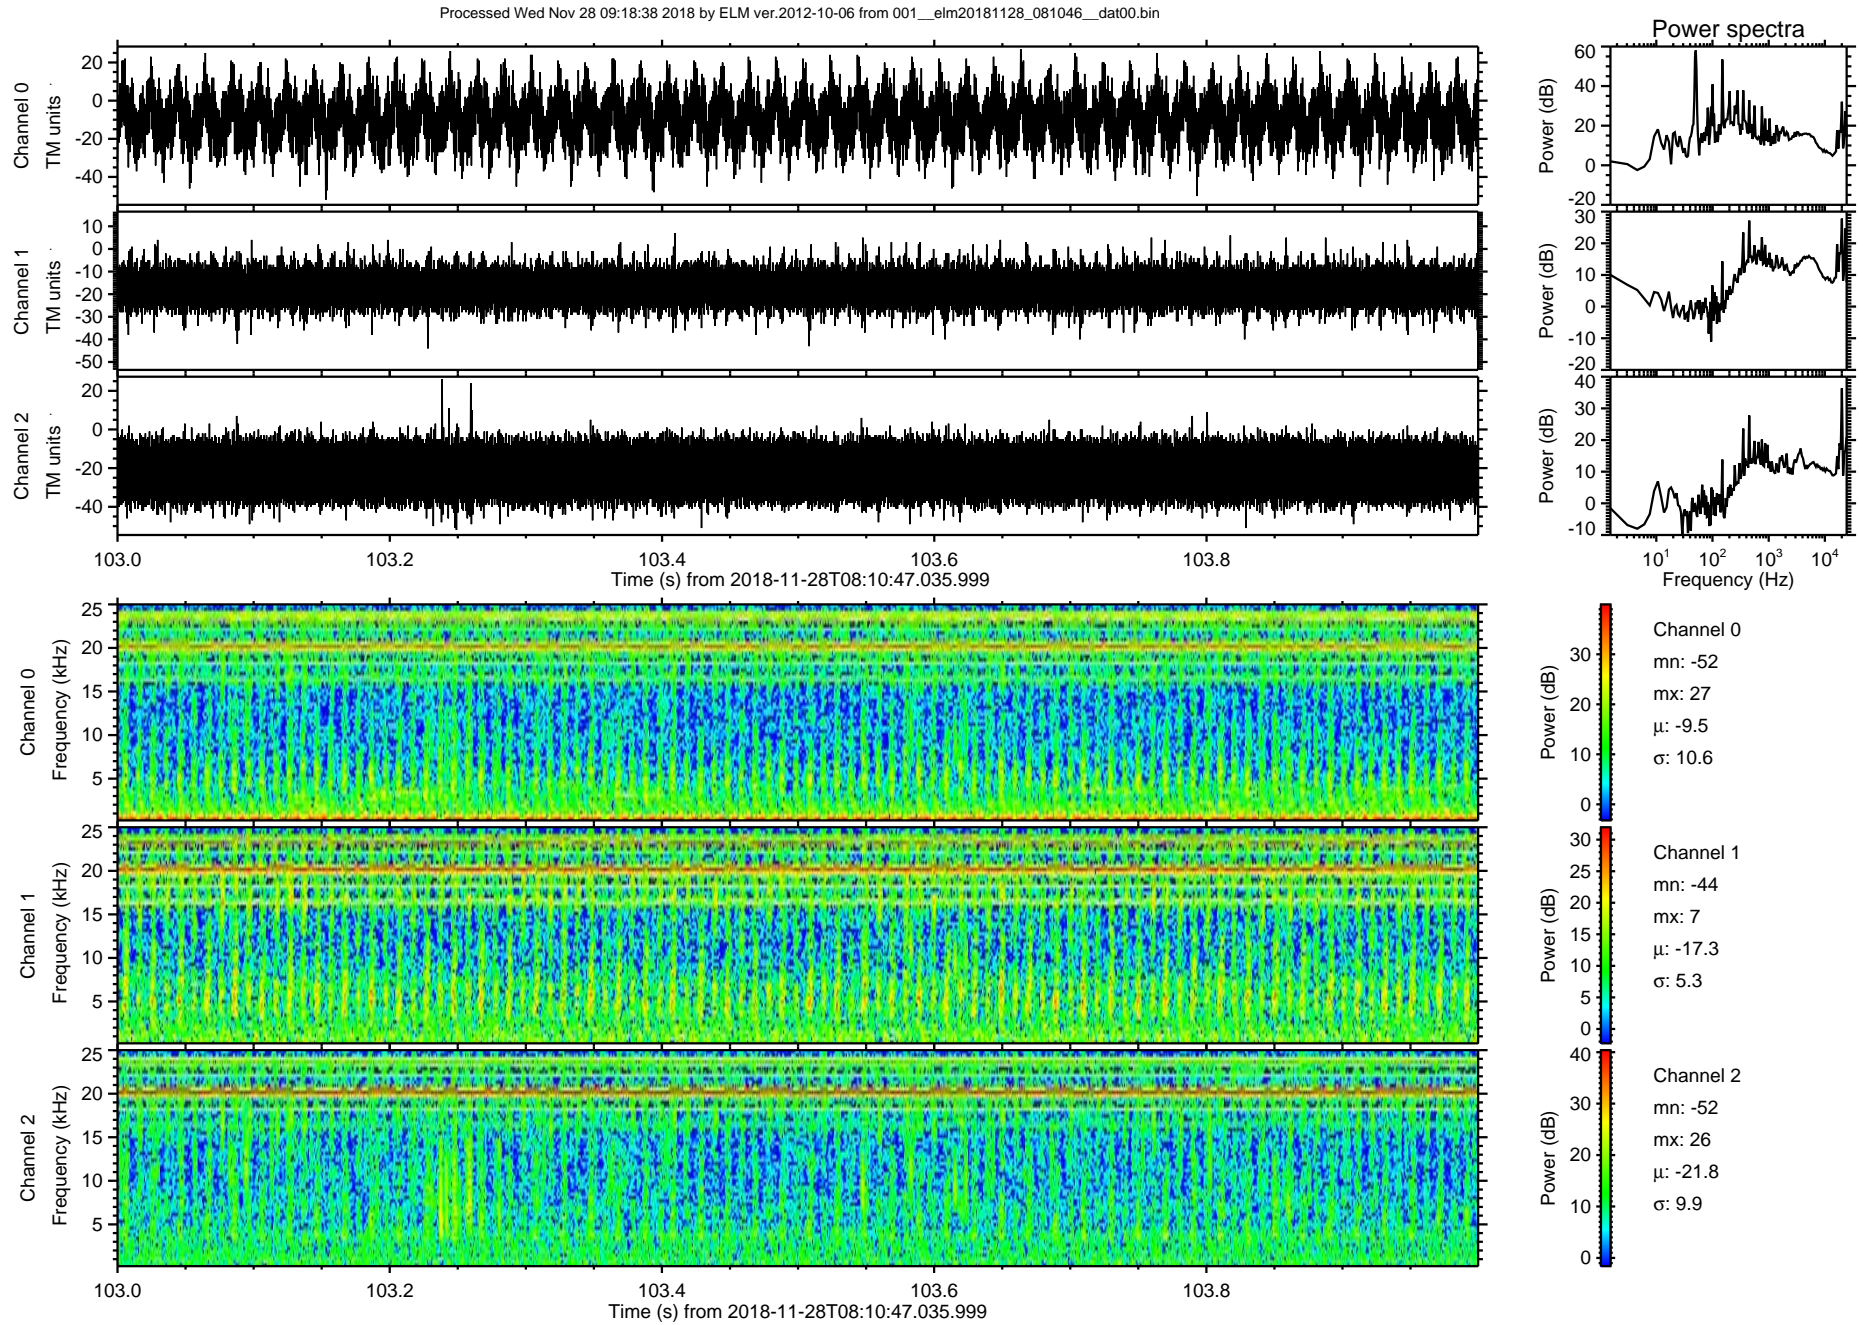 Processed Wed Nov 28 09:18:38 2018 by ELM ver.2012-10-06 from 001__elm20181128_081046__dat00.bin
Power spectra
Channel 0
TM units
20
0
-20
-40
Power (dB)
60
40
20
0
-20
Channel 1
TM units
10
0
-10
-20
-30
-40
-50
Power (dB)
30
20
10
0
-10
-20
Channel 2
TM units
20
0
-20
-40
Power (dB)
40
30
20
10
0
-10
103.0 103.2 103.4 103.6 103.8
Time (s) from 2018-11-28T08:10:47.035.999
10¹ 10² 10³ 10⁴
Frequency (Hz)
Channel 0
Frequency (kHz)
25
20
15
10
5
Power (dB)
30
20
10
0
Channel 0
mn: -52
mx: 27
μ: -9.5
σ: 10.6
Channel 1
Frequency (kHz)
25
20
15
10
5
Power (dB)
30
25
20
15
10
5
0
Channel 1
mn: -44
mx: 7
μ: -17.3
σ: 5.3
Channel 2
Frequency (kHz)
25
20
15
10
5
Power (dB)
40
30
20
10
0
Channel 2
mn: -52
mx: 26
μ: -21.8
σ: 9.9
103.0 103.2 103.4 103.6 103.8
Time (s) from 2018-11-28T08:10:47.035.999